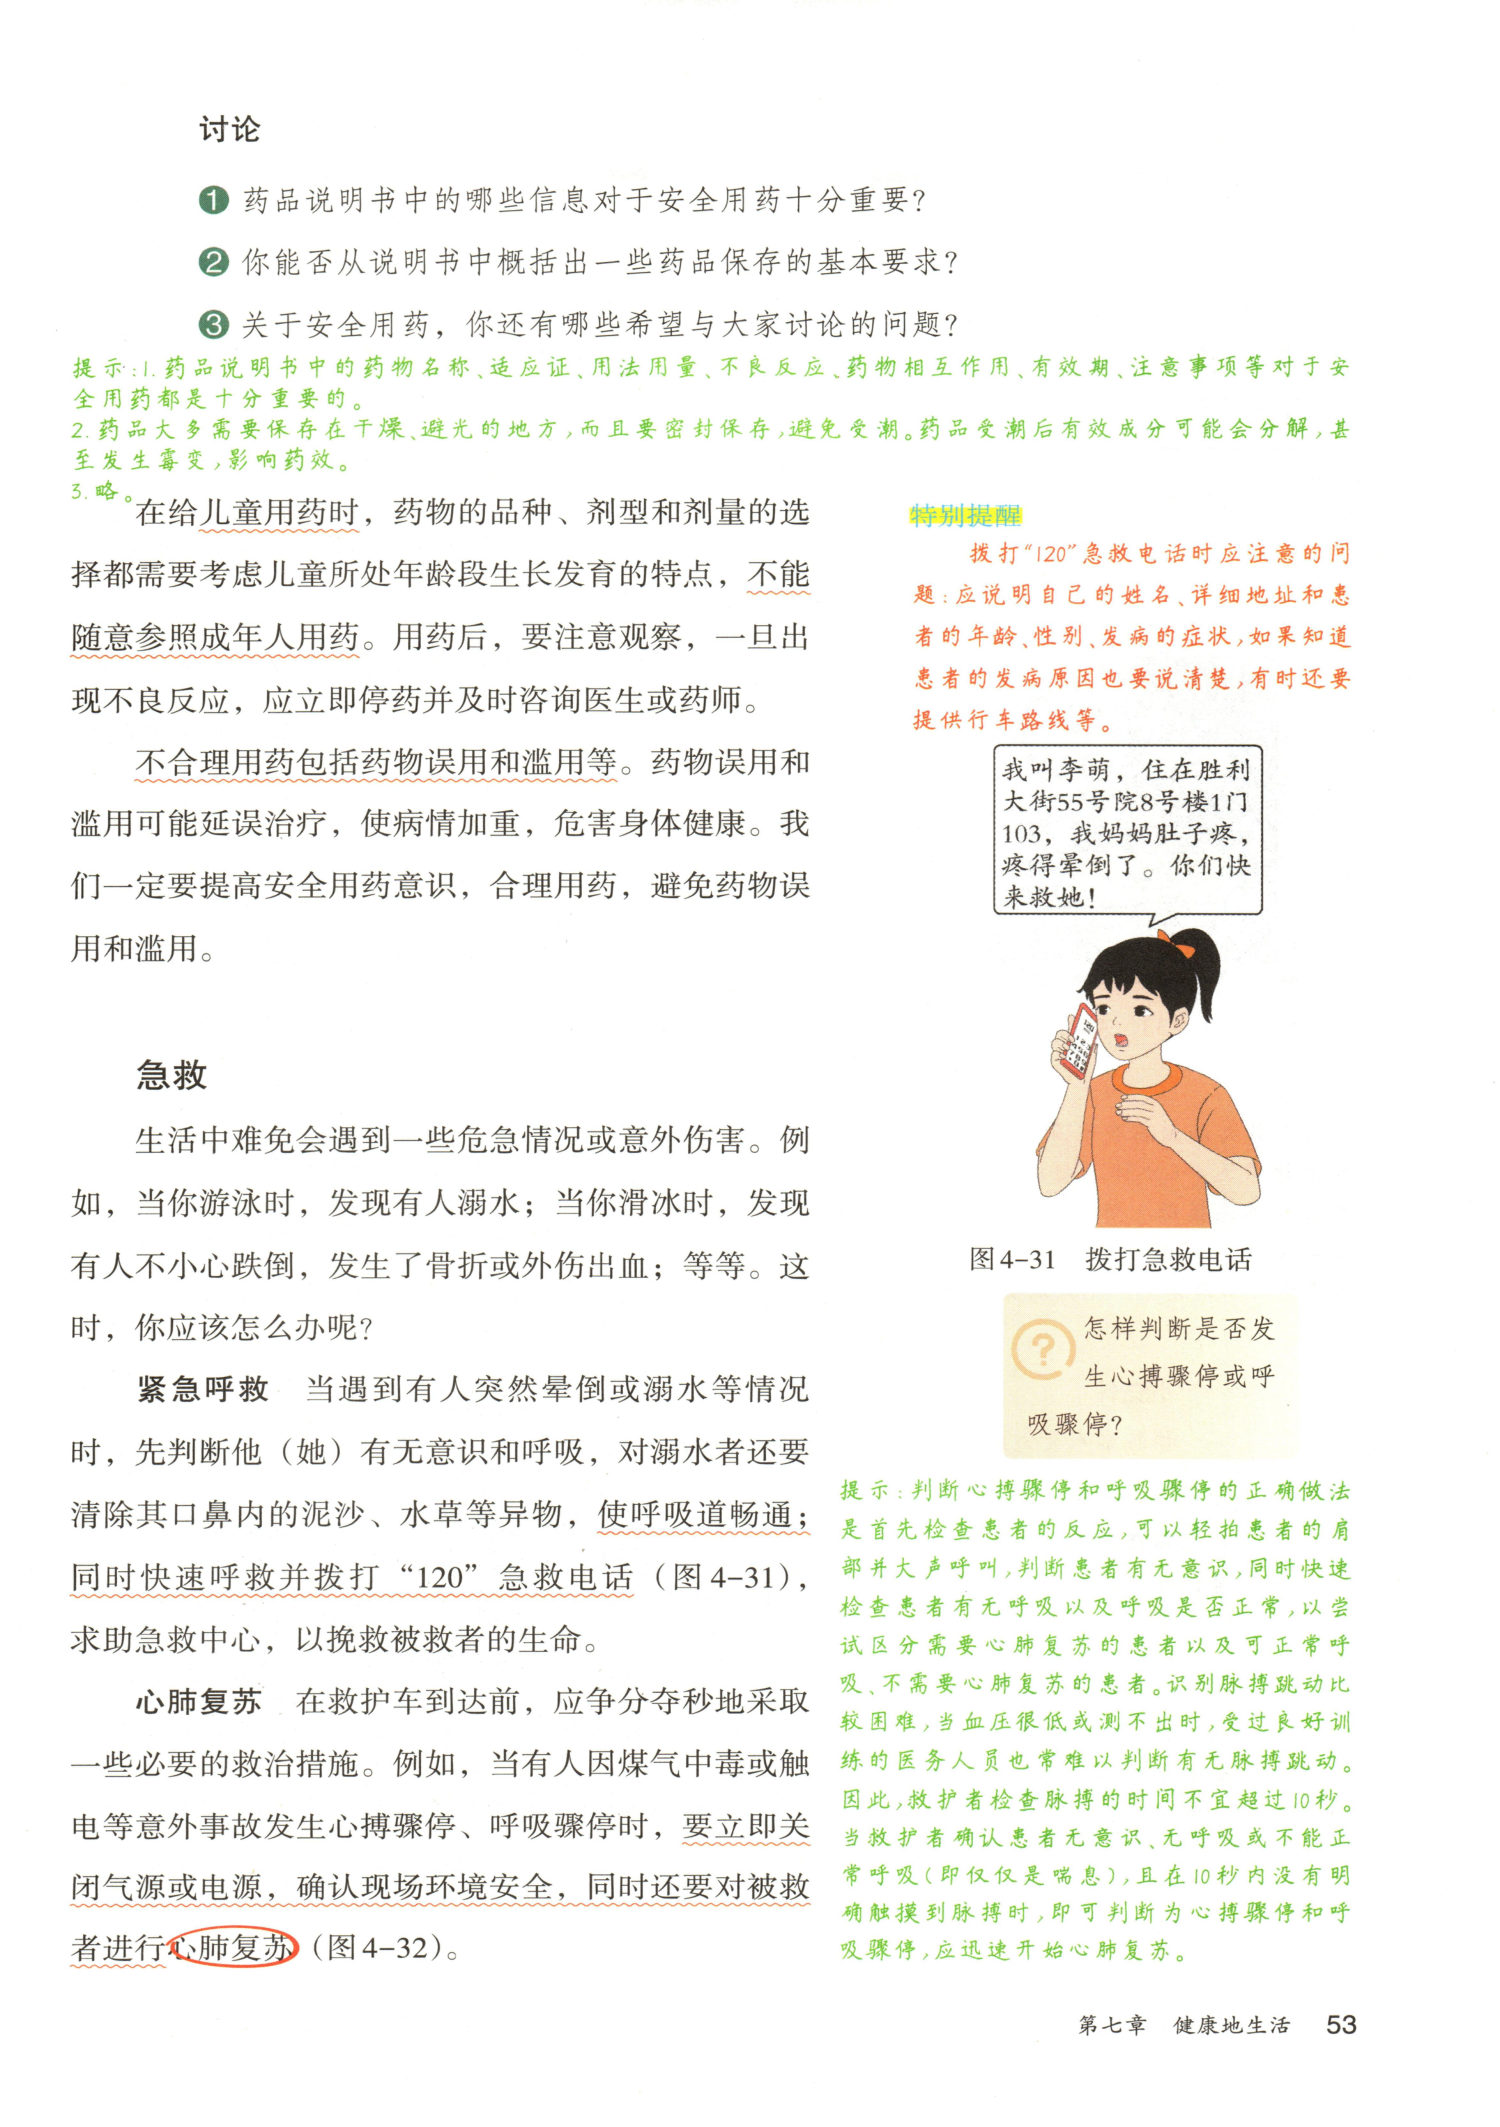 讨论
1 药品说明书中的哪些信息对于安全用药十分重要？
2 你能否从说明书中概括出一些药品保存的基本要求？
3 关于安全用药，你还有哪些希望与大家讨论的问题？
提示：1.药品说明书中的药物名称、适应证、用法用量、不良反应、药物相互作用、有效期、注意事项等对于安
全用药都是十分重要的。
2.药品大多需要保存在干燥、避光的地方，而且要密封保存，避免受潮。药品受潮后有效成分可能会分解，甚
至发生霉变，影响药效。
3.略。
在给儿童用药时，药物的品种、剂型和剂量的选
择都需要考虑儿童所处年龄段生长发育的特点，不能
随意参照成年人用药。用药后，要注意观察，一旦出
现不良反应，应立即停药并及时咨询医生或药师。
不合理用药包括药物误用和滥用等。药物误用和
滥用可能延误治疗，使病情加重，危害身体健康。我
们一定要提高安全用药意识，合理用药，避免药物误
用和滥用。
急救
生活中难免会遇到一些危急情况或意外伤害。例
如，当你游泳时，发现有人溺水；当你滑冰时，发现
有人不小心跌倒，发生了骨折或外伤出血；等等。这
时，你应该怎么办呢？
紧急呼救 当遇到有人突然晕倒或溺水等情况
时，先判断他（她）有无意识和呼吸，对溺水者还要
清除其口鼻内的泥沙、水草等异物，使呼吸道畅通；
同时快速呼救并拨打“120”急救电话（图4-31），
求助急救中心，以挽救被救者的生命。
心肺复苏 在救护车到达前，应争分夺秒地采取
一些必要的救治措施。例如，当有人因煤气中毒或触
电等意外事故发生心搏骤停、呼吸骤停时，要立即关
闭气源或电源，确认现场环境安全，同时还要对被救
者进行心肺复苏（图4-32）。
特别提醒
拨打“120”急救电话时应注意的问
题：应说明自己的姓名、详细地址和患
者的年龄、性别、发病的症状，如果知道
患者的发病原因也要说清楚，有时还要
提供行车路线等。
我叫李萌，住在胜利
大街55号院8号楼1门
103，我妈妈肚子疼，
疼得晕倒了。你们快
来救她！
图4-31 拨打急救电话
？怎样判断是否发
生心搏骤停或呼
吸骤停？
提示：判断心搏骤停和呼吸骤停的正确做法
是首先检查患者的反应，可以轻拍患者的肩
部并大声呼叫，判断患者有无意识，同时快速
检查患者有无呼吸以及呼吸是否正常，以尝
试区分需要心肺复苏的患者以及可正常呼
吸、不需要心肺复苏的患者。识别脉搏跳动比
较困难，当血压很低或测不出时，受过良好训
练的医务人员也常难以判断有无脉搏跳动。
因此，救护者检查脉搏的时间不宜超过10秒。
当救护者确认患者无意识、无呼吸或不能正
常呼吸（即仅仅是喘息），且在10秒内没有明
确触摸到脉搏时，即可判断为心搏骤停和呼
吸骤停，应迅速开始心肺复苏。
第七章 健康地生活 53